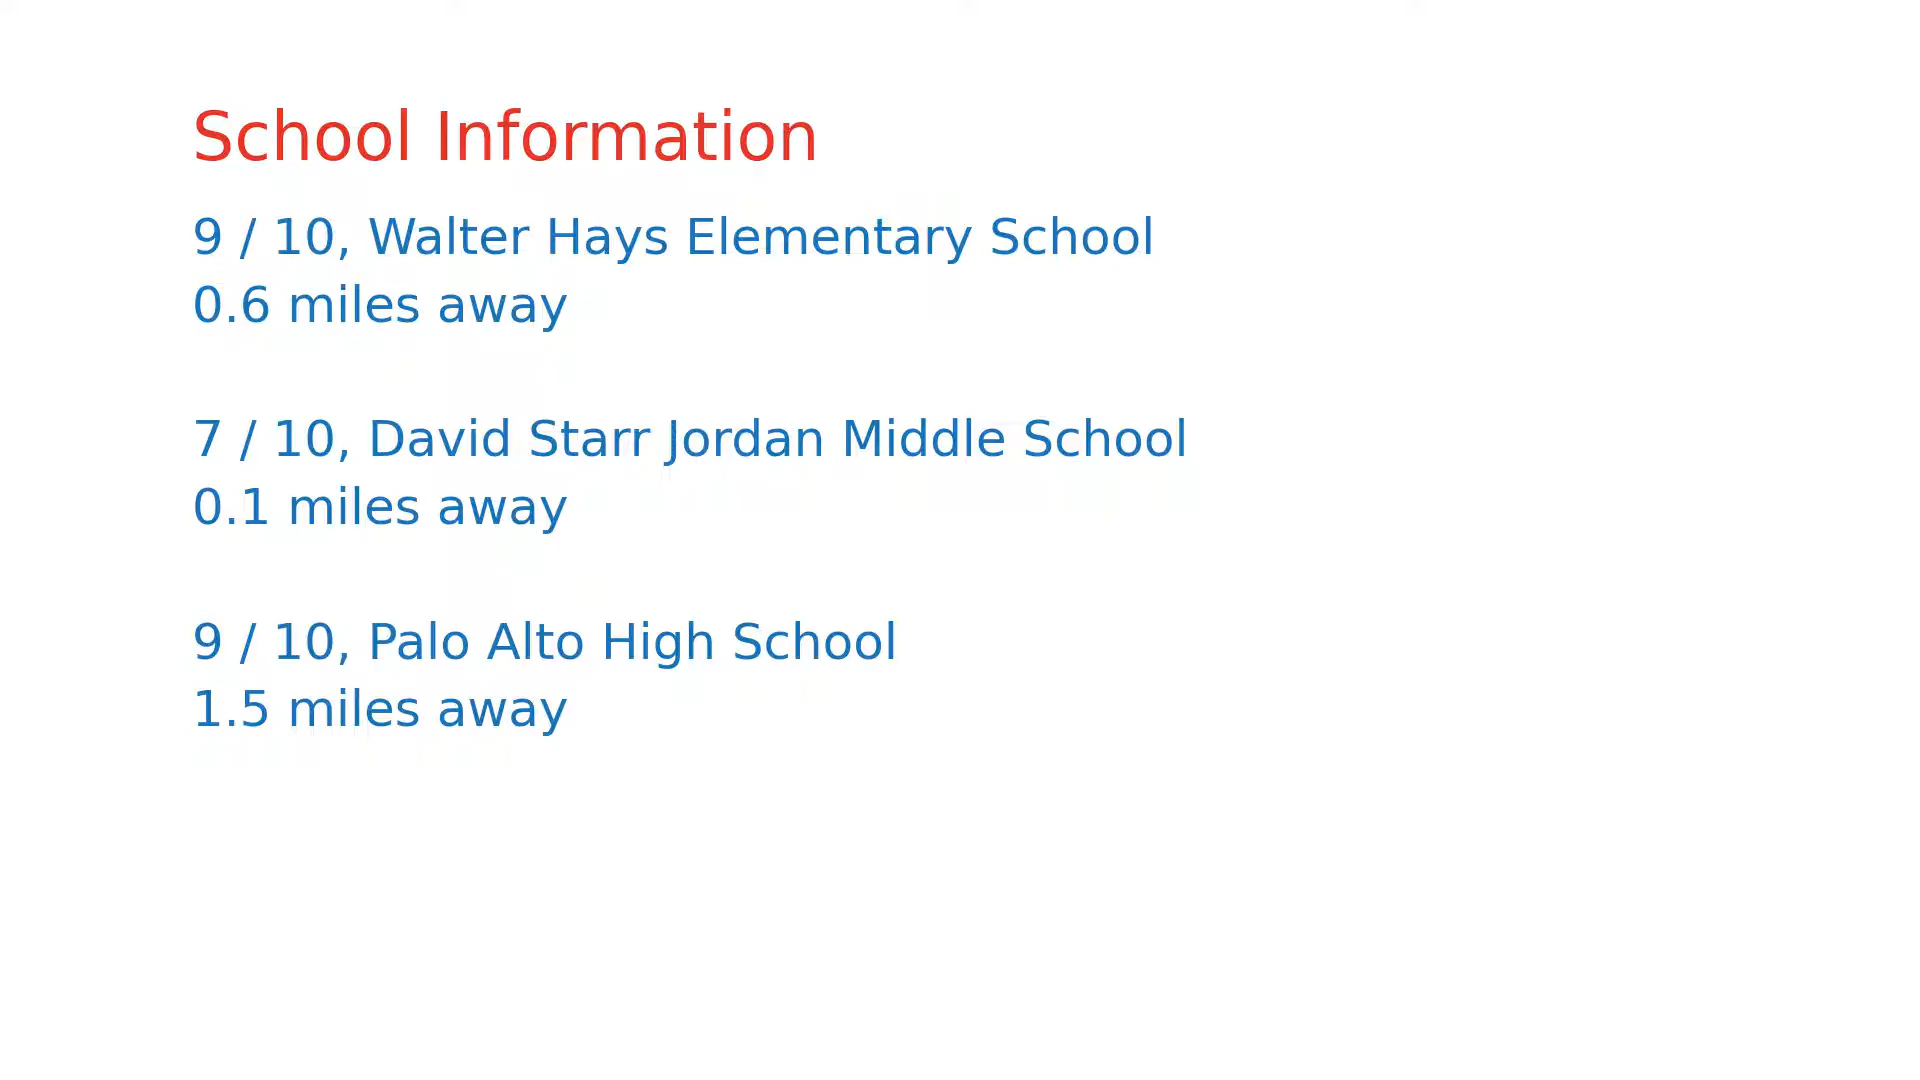 School Information
9 / 10, Walter Hays Elementary School
0.6 miles away
7 / 10, David Starr Jordan Middle School
0.1 miles away
9 / 10, Palo Alto High School
1.5 miles away